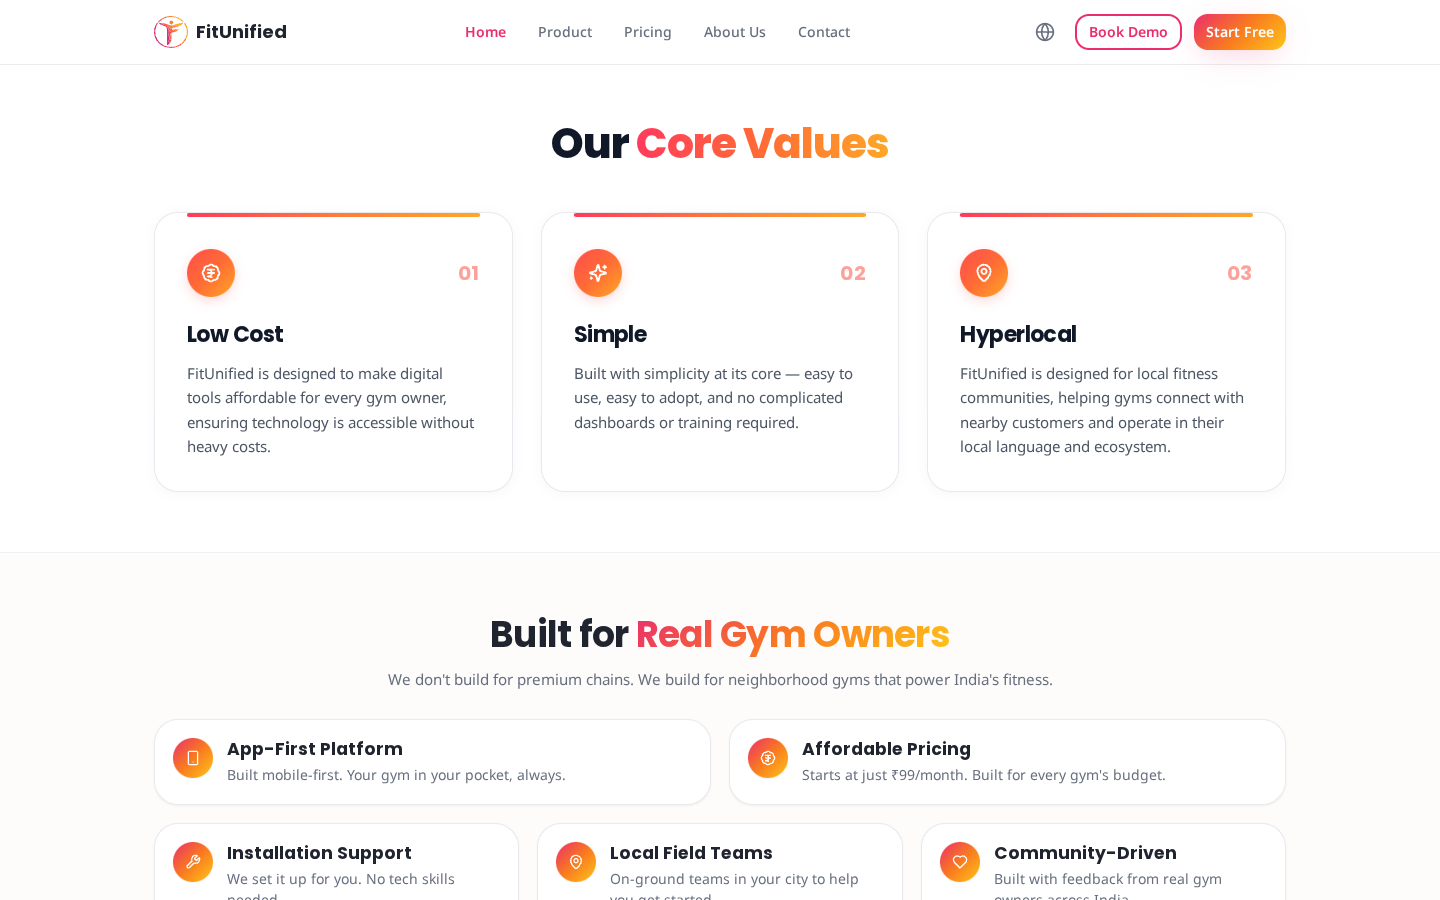 FitUnified
Home
Product
Pricing
About Us
Contact
Book Demo
Start Free
Our Core Values
01
Low Cost
FitUnified is designed to make digital
tools affordable for every gym owner,
ensuring technology is accessible without
heavy costs.
02
Simple
Built with simplicity at its core — easy to
use, easy to adopt, and no complicated
dashboards or training required.
03
Hyperlocal
FitUnified is designed for local fitness
communities, helping gyms connect with
nearby customers and operate in their
local language and ecosystem.
Built for Real Gym Owners
We don't build for premium chains. We build for neighborhood gyms that power India's fitness.
App-First Platform
Built mobile-first. Your gym in your pocket, always.
Affordable Pricing
Starts at just ₹99/month. Built for every gym's budget.
Installation Support
We set it up for you. No tech skills
needed.
Local Field Teams
On-ground teams in your city to help
you get started.
Community-Driven
Built with feedback from real gym
owners across India.